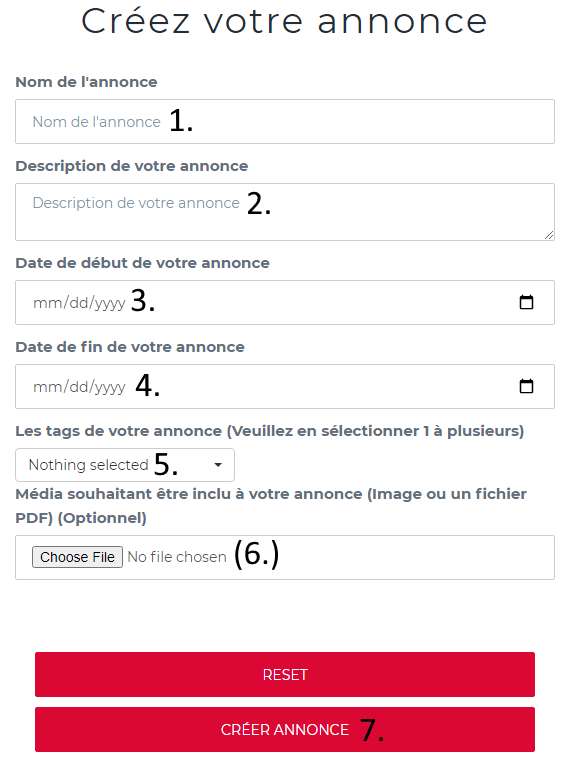 Créez votre annonce
Nom de l'annonce
Nom de l'annonce 1.
Description de votre annonce
Description de votre annonce 2.
Date de début de votre annonce
mm/dd/yyyy 3.
Date de fin de votre annonce
mm/dd/yyyy 4.
Les tags de votre annonce (Veuillez en sélectionner 1 à plusieurs)
Nothing selected 5.
Média souhaitant être inclu à votre annonce (Image ou un fichier
PDF) (Optionnel)
Choose File No file chosen (6.)
RESET
CRÉER ANNONCE 7.